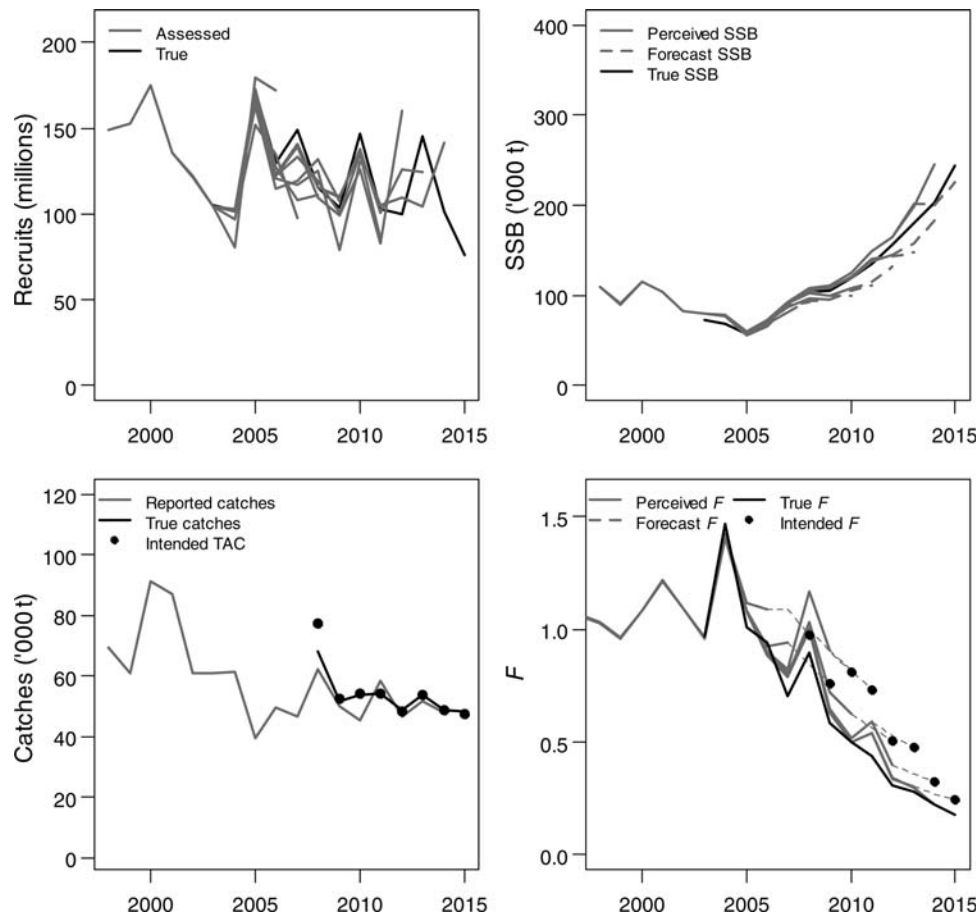 Assessed
True
Recruits (millions)
200
150
100
50
0
2000 2005 2010 2015
Perceived SSB
Forecast SSB
True SSB
SSB ('000 t)
400
300
200
100
0
2000 2005 2010 2015
Reported catches
True catches
Intended TAC
Catches ('000 t)
120
100
80
60
40
20
0
2000 2005 2010 2015
Perceived F True F
Forecast F Intended F
F
1.5
1.0
0.5
0.0
2000 2005 2010 2015